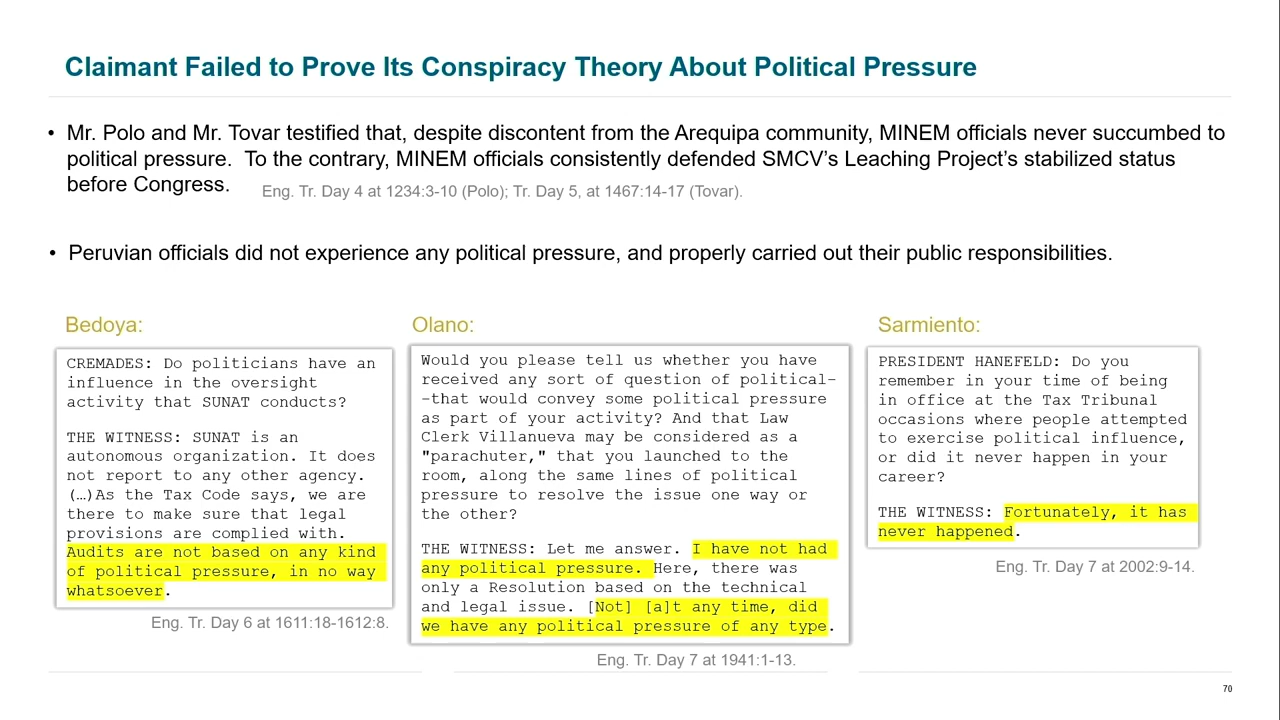 Claimant Failed to Prove Its Conspiracy Theory About Political Pressure
• Mr. Polo and Mr. Tovar testified that, despite discontent from the Arequipa community, MINEM officials never succumbed to
political pressure. To the contrary, MINEM officials consistently defended SMCV's Leaching Project's stabilized status
before Congress. Eng. Tr. Day 4 at 1234:3-10 (Polo); Tr. Day 5, at 1467:14-17 (Tovar).
• Peruvian officials did not experience any political pressure, and properly carried out their public responsibilities.
Bedoya:
CREMADES: Do politicians have an
influence in the oversight
activity that SUNAT conducts?
THE WITNESS: SUNAT is an
autonomous organization. It does
not report to any other agency.
(…)As the Tax Code says, we are
there to make sure that legal
provisions are complied with.
Audits are not based on any kind
of political pressure, in no way
whatsoever.
Eng. Tr. Day 6 at 1611:18-1612:8.
Olano:
Would you please tell us whether you have
received any sort of question of political-
-that would convey some political pressure
as part of your activity? And that Law
Clerk Villanueva may be considered as a
"parachuter," that you launched to the
room, along the same lines of political
pressure to resolve the issue one way or
the other?
THE WITNESS: Let me answer. I have not had
any political pressure. Here, there was
only a Resolution based on the technical
and legal issue. [Not] [a]t any time, did
we have any political pressure of any type.
Eng. Tr. Day 7 at 1941:1-13.
Sarmiento:
PRESIDENT HANEFELD: Do you
remember in your time of being
in office at the Tax Tribunal
occasions where people attempted
to exercise political influence,
or did it never happen in your
career?
THE WITNESS: Fortunately, it has
never happened.
Eng. Tr. Day 7 at 2002:9-14.
70